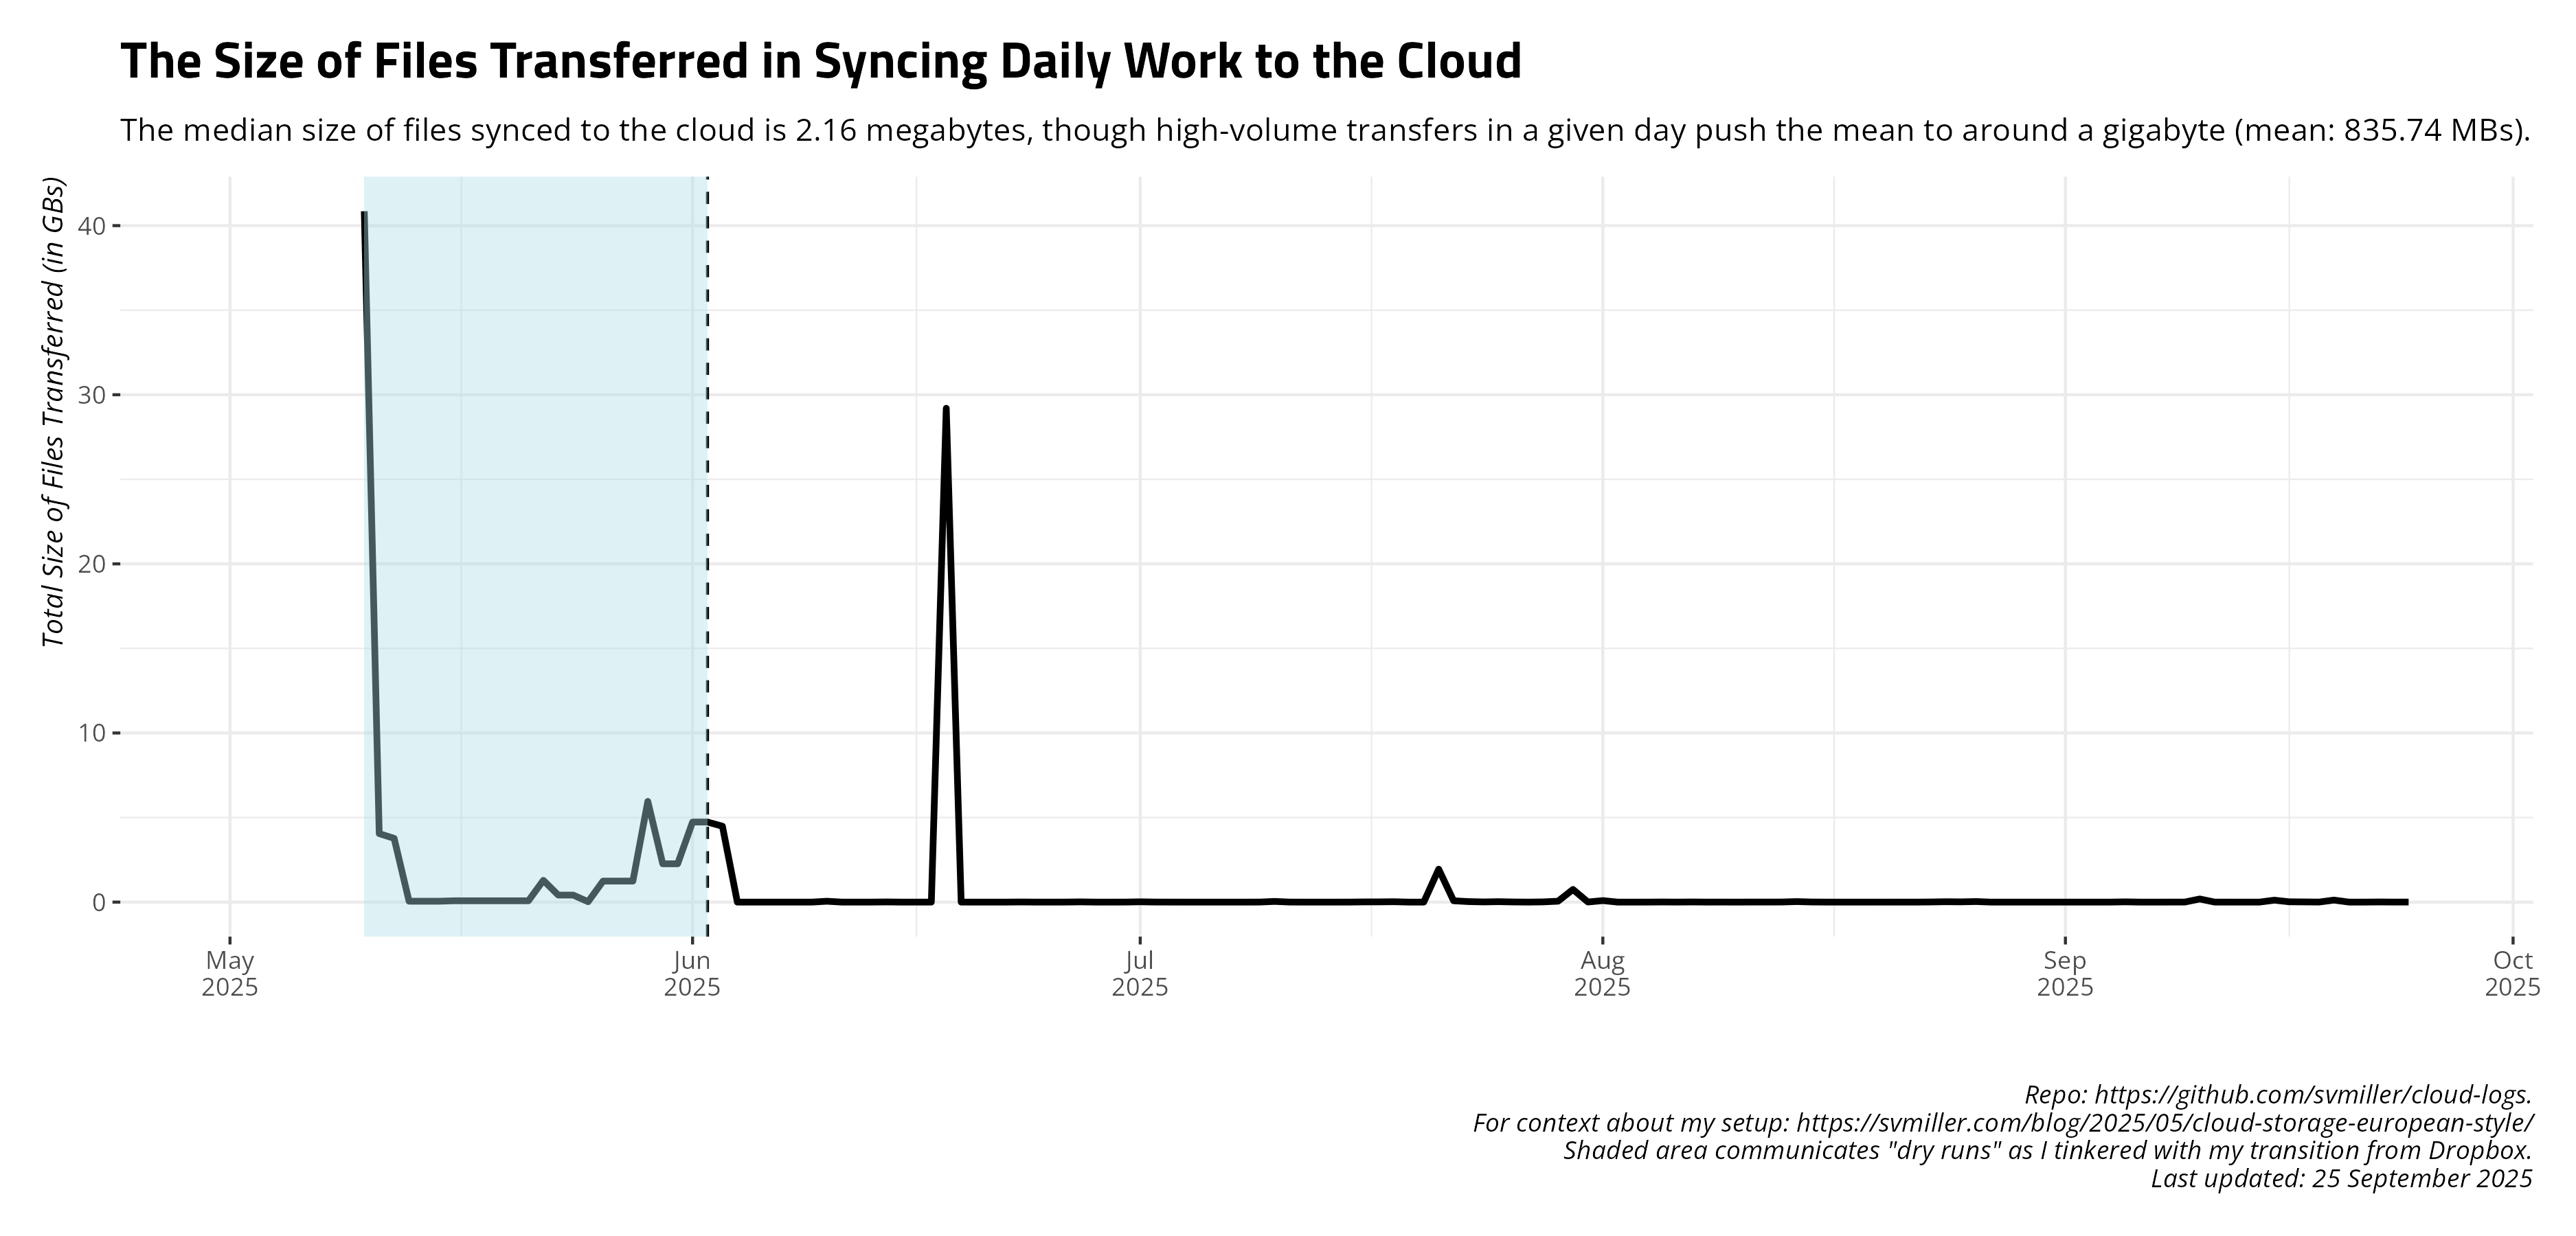 The Size of Files Transferred in Syncing Daily Work to the Cloud
The median size of files synced to the cloud is 2.16 megabytes, though high-volume transfers in a given day push the mean to around a gigabyte (mean: 835.74 MBs).
Total Size of Files Transferred (in GBs)
40
30
20
10
0
May
2025
Jun
2025
Jul
2025
Aug
2025
Sep
2025
Oct
2025
Repo: https://github.com/svmiller/cloud-logs.
For context about my setup: https://svmiller.com/blog/2025/05/cloud-storage-european-style/
Shaded area communicates "dry runs" as I tinkered with my transition from Dropbox.
Last updated: 25 September 2025